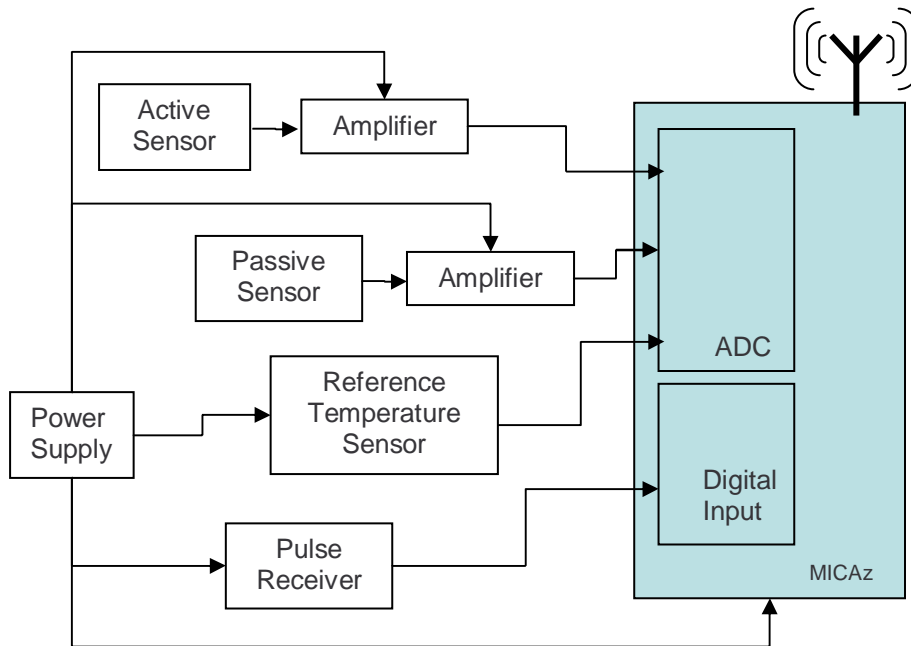 Active
Sensor
Amplifier
Passive
Sensor
Amplifier
ADC
Reference
Temperature
Sensor
Power
Supply
Digital
Input
Pulse
Receiver
MICAz